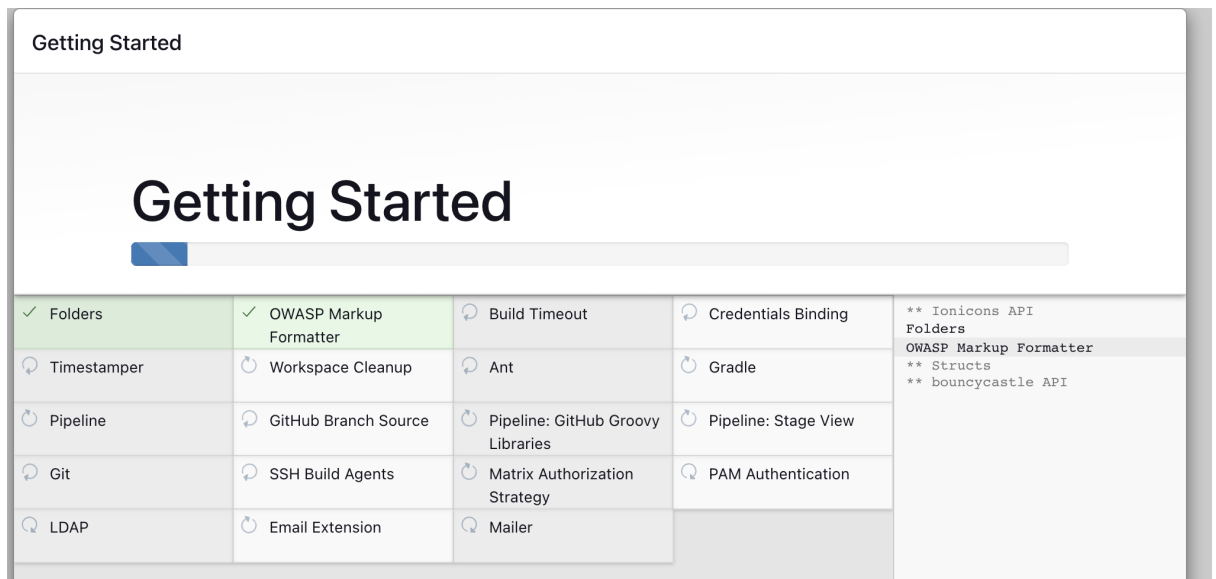 Getting Started
Getting Started
Folders
OWASP Markup
Formatter
Build Timeout
Credentials Binding
Timestamper
Workspace Cleanup
Ant
Gradle
Pipeline
GitHub Branch Source
Pipeline: GitHub Groovy
Libraries
Pipeline: Stage View
Git
SSH Build Agents
Matrix Authorization
Strategy
PAM Authentication
LDAP
Email Extension
Mailer
** Ionicons API
Folders
OWASP Markup Formatter
** Structs
** bouncycastle API